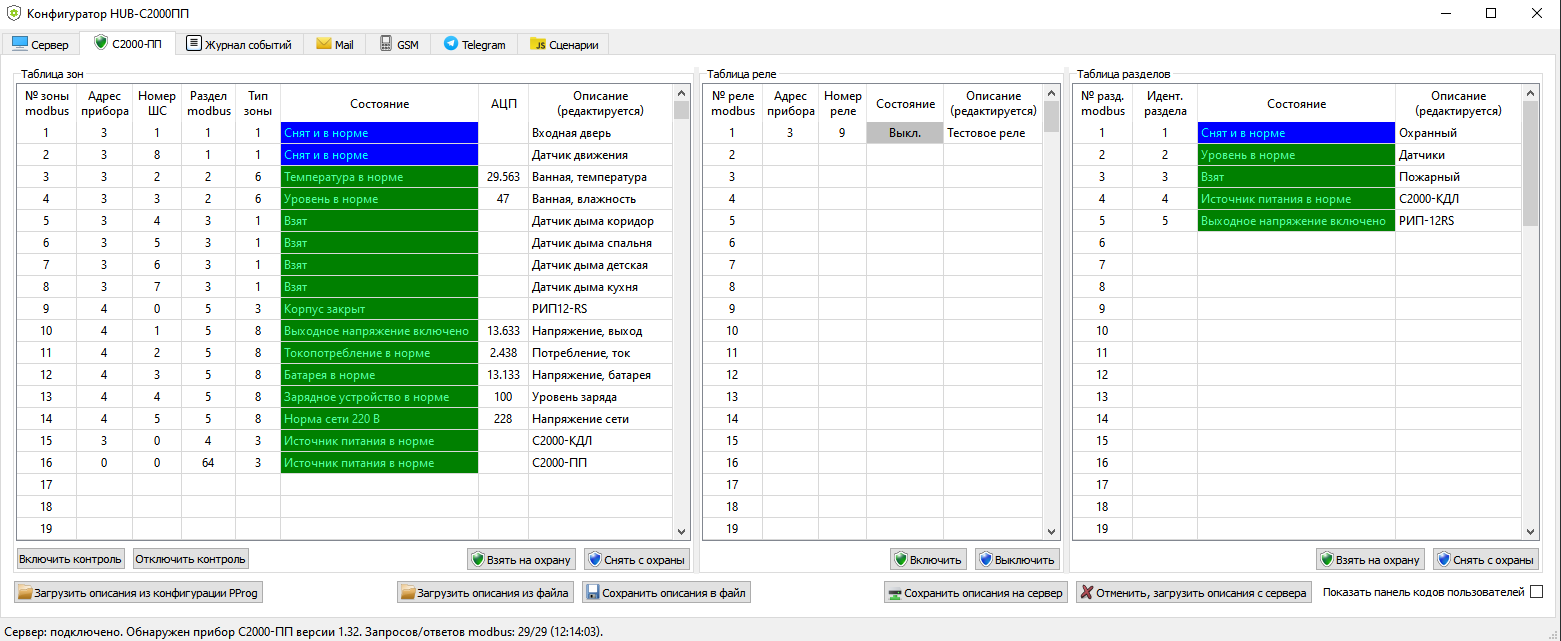 Конфигуратор HUB-C2000ПП
Сервер С2000-ПП Журнал событий Mail GSM Telegram JS Сценарии
Таблица зон
№ зоны modbus Адрес прибора Номер ШС Раздел modbus Тип зоны Состояние АЦП Описание (редактируется)
1 3 1 1 1 Снят и в норме Входная дверь
2 3 8 1 1 Снят и в норме Датчик движения
3 3 2 2 6 Температура в норме 29.563 Ванная, температура
4 3 3 2 6 Уровень в норме 47 Ванная, влажность
5 3 4 3 1 Взят Датчик дыма коридор
6 3 5 3 1 Взят Датчик дыма спальня
7 3 6 3 1 Взят Датчик дыма детская
8 3 7 3 1 Взят Датчик дыма кухня
9 4 0 5 3 Корпус закрыт РИП12-RS
10 4 1 5 8 Выходное напряжение включено 13.633 Напряжение, выход
11 4 2 5 8 Токопотребление в норме 2.438 Потребление, ток
12 4 3 5 8 Батарея в норме 13.133 Напряжение, батарея
13 4 4 5 8 Зарядное устройство в норме 100 Уровень заряда
14 4 5 5 8 Норма сети 220 В 228 Напряжение сети
15 3 0 4 3 Источник питания в норме С2000-КДЛ
16 0 0 64 3 Источник питания в норме С2000-ПП
17
18
19
Включить контроль Отключить контроль Взять на охрану Снять с охраны
Таблица реле
№ реле modbus Адрес прибора Номер реле Состояние Описание (редактируется)
1 3 9 Выкл. Тестовое реле
2
3
4
5
6
7
8
9
10
11
12
13
14
15
16
17
18
19
Включить Выключить
Таблица разделов
№ разд. modbus Идент. раздела Состояние Описание (редактируется)
1 1 Снят и в норме Охранный
2 2 Уровень в норме Датчики
3 3 Взят Пожарный
4 4 Источник питания в норме С2000-КДЛ
5 5 Выходное напряжение включено РИП-12RS
6
7
8
9
10
11
12
13
14
15
16
17
18
19
Взять на охрану Снять с охраны
Загрузить описания из конфигурации PProg Загрузить описания из файла Сохранить описания в файл Сохранить описания на сервер Отменить, загрузить описания с сервера Показать панель кодов пользователей
Сервер: подключено. Обнаружен прибор С2000-ПП версии 1.32. Запросов/ответов modbus: 29/29 (12:14:03).